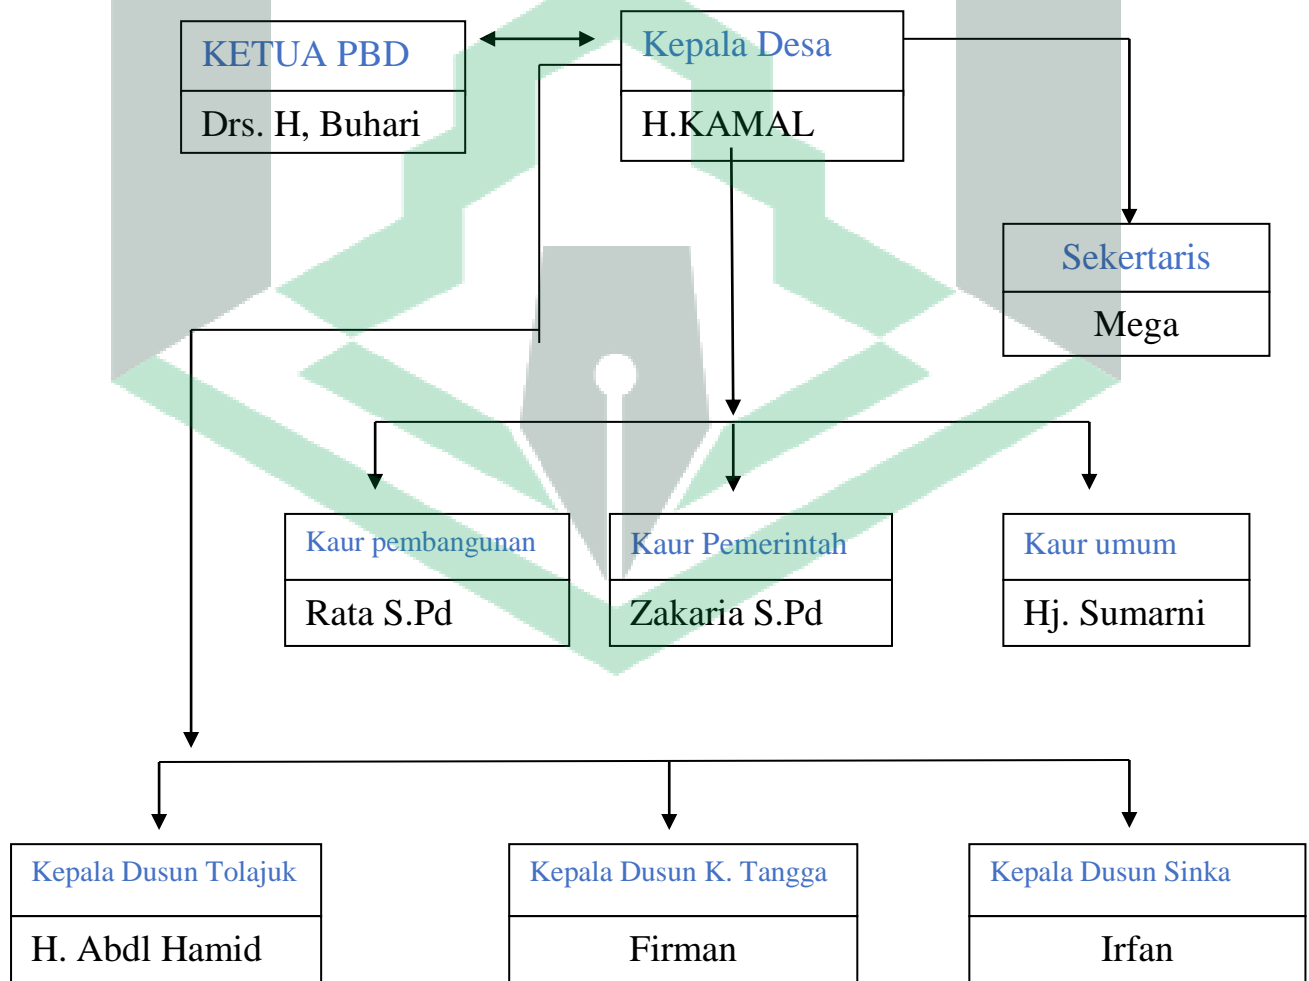 KETUA PBD
Drs. H, Buhari
Kepala Desa
H.KAMAL
Sekertaris
Mega
Kaur pembangunan
Rata S.Pd
Kaur Pemerintah
Zakaria S.Pd
Kaur umum
Hj. Sumarni
Kepala Dusun Tolajuk
H. Abdl Hamid
Kepala Dusun K. Tangga
Firman
Kepala Dusun Sinka
Irfan